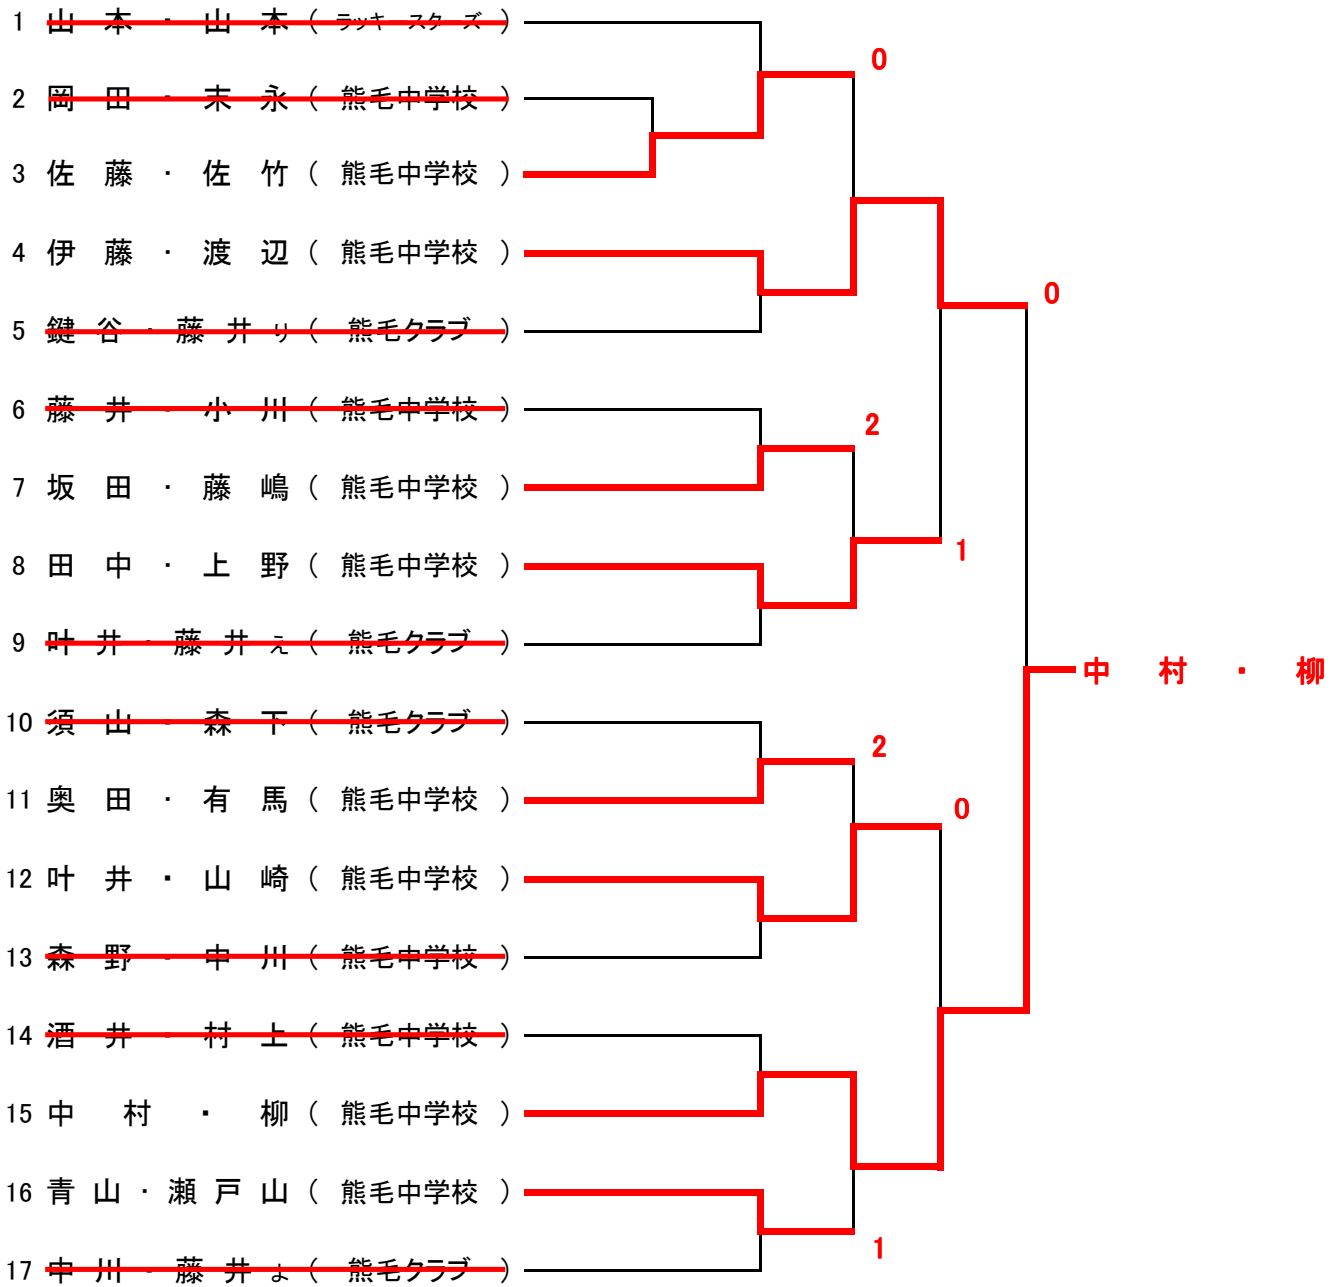 1 山 本 ・ 山 本 ( ラッキースターズ )
0
2 岡 田 ・ 末 永 ( 熊毛中学校 )
3 佐 藤 ・ 佐 竹 ( 熊毛中学校 )
4 伊 藤 ・ 渡 辺 ( 熊毛中学校 )
0
5 鍵 谷 ・ 藤 井 り ( 熊毛クラブ )
6 藤 井 ・ 小 川 ( 熊毛中学校 )
2
7 坂 田 ・ 藤 嶋 ( 熊毛中学校 )
1
8 田 中 ・ 上 野 ( 熊毛中学校 )
9 叶 井 ・ 藤 井 え ( 熊毛クラブ )
中 村 ・ 柳
10 須 山 ・ 森 下 ( 熊毛クラブ )
2
11 奥 田 ・ 有 馬 ( 熊毛中学校 )
0
12 叶 井 ・ 山 崎 ( 熊毛中学校 )
13 森 野 ・ 中 川 ( 熊毛中学校 )
14 酒 井 ・ 村 上 ( 熊毛中学校 )
15 中 村 ・ 柳 ( 熊毛中学校 )
16 青 山 ・ 瀬 戸 山 ( 熊毛中学校 )
1
17 中 川 ・ 藤 井 よ ( 熊毛クラブ )